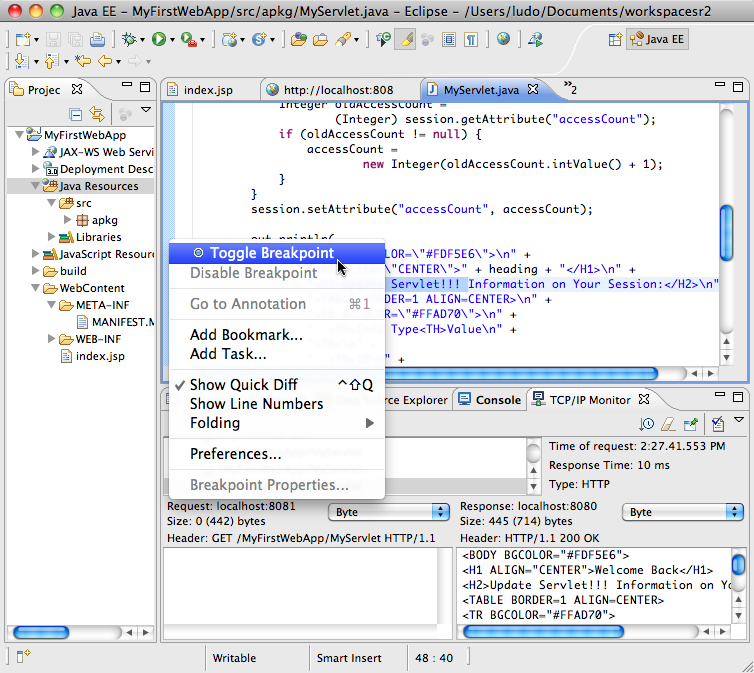 Java EE - MyFirstWebApp/src/apkg/MyServlet.java - Eclipse - /Users/ludo/Documents/workspacesr2
Java EE
Projec
index.jsp
http://localhost:808
MyServlet.java
2
MyFirstWebApp
JAX-WS Web Servi
Deployment Desc
Java Resources
src
apkg
Libraries
JavaScript Resourc
build
WebContent
META-INF
MANIFEST.M
WEB-INF
index.jsp
Integer oldAccessCount =
(Integer) session.getAttribute("accessCount");
if (oldAccessCount != null) {
accessCount =
new Integer(oldAccessCount.intValue() + 1);
}
}
session.setAttribute("accessCount", accessCount);
out.println(
LOR=\"#FDF5E6\">\n" +
\"CENTER\">" + heading + "</H1>\n" +
Servlet!!! Information on Your Session:</H2>\n"
DER=1 ALIGN=CENTER>\n" +
R=\"#FFAD70\">\n" +
Type<TH>Value\n" +
" +
Toggle Breakpoint
Disable Breakpoint
Go to Annotation ⌘1
Add Bookmark...
Add Task...
✓ Show Quick Diff ^⇧Q
Show Line Numbers
Folding
Preferences...
Breakpoint Properties...
Source Explorer
Console
TCP/IP Monitor
Time of request: 2:27.41.553 PM
Response Time: 10 ms
Type: HTTP
Request: localhost:8081
Size: 0 (442) bytes
Header: GET /MyFirstWebApp/MyServlet HTTP/1.1
Byte
Response: localhost:8080
Size: 445 (714) bytes
Header: HTTP/1.1 200 OK
Byte
<BODY BGCOLOR="#FDF5E6">
<H1 ALIGN="CENTER">Welcome Back</H1>
<H2>Update Servlet!!! Information on Yo
<TABLE BORDER=1 ALIGN=CENTER>
<TR BGCOLOR="#FFAD70">
Writable
Smart Insert
48 : 40